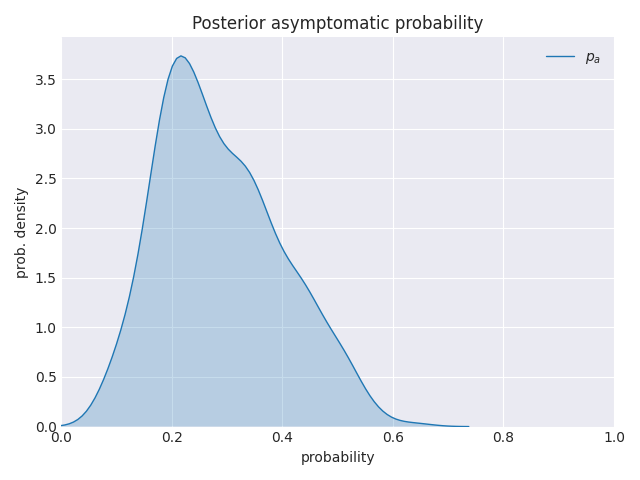 Posterior asymptomatic probability
pₐ
prob. density
3.5
3.0
2.5
2.0
1.5
1.0
0.5
0.0
0.0 0.2 0.4 0.6 0.8 1.0
probability